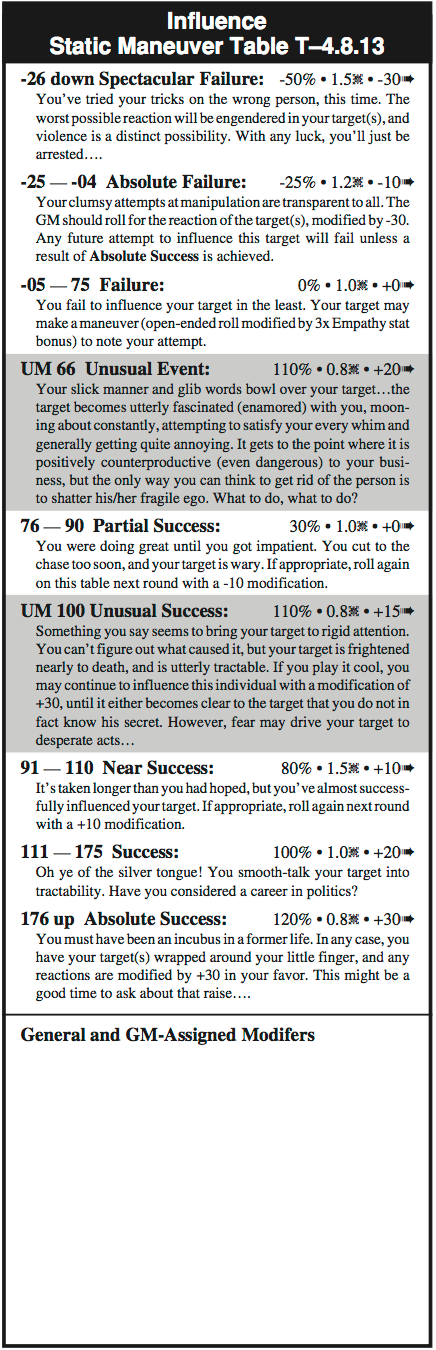 Influence
Static Maneuver Table T–4.8.13
-26 down Spectacular Failure: -50% • 1.5⌘ • -30➠
You've tried your tricks on the wrong person, this time. The
worst possible reaction will be engendered in your target(s), and
violence is a distinct possibility. With any luck, you'll just be
arrested….
-25 — -04 Absolute Failure: -25% • 1.2⌘ • -10➠
Your clumsy attempts at manipulation are transparent to all. The
GM should roll for the reaction of the target(s), modified by -30.
Any future attempt to influence this target will fail unless a
result of Absolute Success is achieved.
-05 — 75 Failure: 0% • 1.0⌘ • +0➠
You fail to influence your target in the least. Your target may
make a maneuver (open-ended roll modified by 3x Empathy stat
bonus) to note your attempt.
UM 66 Unusual Event: 110% • 0.8⌘ • +20➠
Your slick manner and glib words bowl over your target…the
target becomes utterly fascinated (enamored) with you, moon-
ing about constantly, attempting to satisfy your every whim and
generally getting quite annoying. It gets to the point where it is
positively counterproductive (even dangerous) to your busi-
ness, but the only way you can think to get rid of the person is
to shatter his/her fragile ego. What to do, what to do?
76 — 90 Partial Success: 30% • 1.0⌘ • +0➠
You were doing great until you got impatient. You cut to the
chase too soon, and your target is wary. If appropriate, roll again
on this table next round with a -10 modification.
UM 100 Unusual Success: 110% • 0.8⌘ • +15➠
Something you say seems to bring your target to rigid attention.
You can't figure out what caused it, but your target is frightened
nearly to death, and is utterly tractable. If you play it cool, you
may continue to influence this individual with a modification of
+30, until it either becomes clear to the target that you do not in
fact know his secret. However, fear may drive your target to
desperate acts…
91 — 110 Near Success: 80% • 1.5⌘ • +10➠
It's taken longer than you had hoped, but you've almost success-
fully influenced your target. If appropriate, roll again next round
with a +10 modification.
111 — 175 Success: 100% • 1.0⌘ • +20➠
Oh ye of the silver tongue! You smooth-talk your target into
tractability. Have you considered a career in politics?
176 up Absolute Success: 120% • 0.8⌘ • +30➠
You must have been an incubus in a former life. In any case, you
have your target(s) wrapped around your little finger, and any
reactions are modified by +30 in your favor. This might be a
good time to ask about that raise….
General and GM-Assigned Modifers